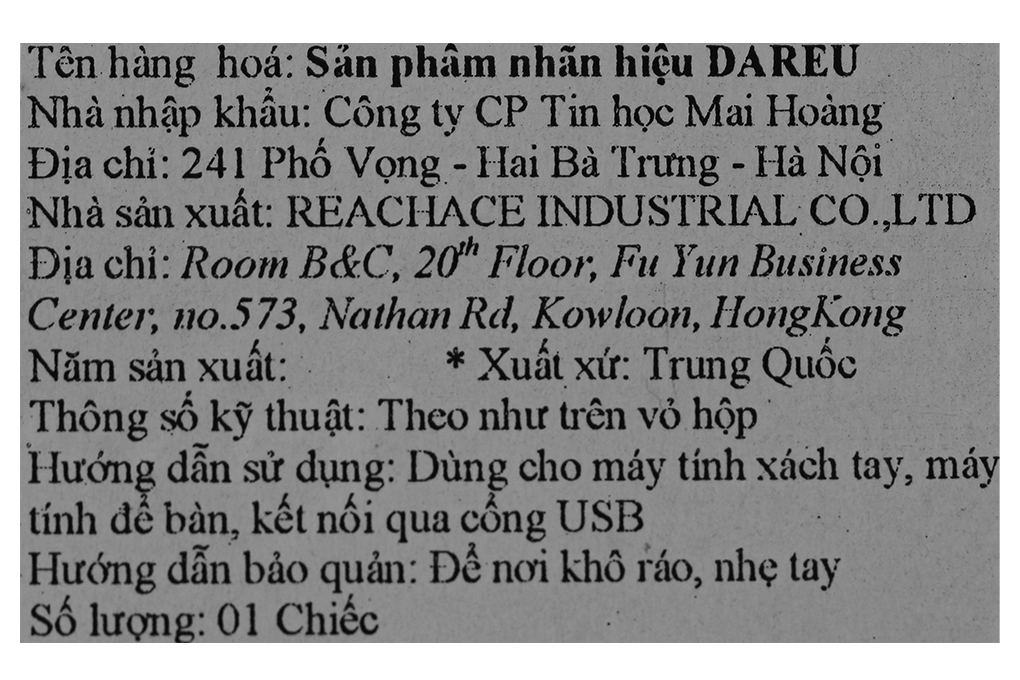 Tên hàng hoá: Sản phẩm nhãn hiệu DAREU
Nhà nhập khẩu: Công ty CP Tin học Mai Hoàng
Địa chỉ: 241 Phố Vọng - Hai Bà Trưng - Hà Nội
Nhà sản xuất: REACHACE INDUSTRIAL CO.,LTD
Địa chỉ: Room B&C, 20th Floor, Fu Yun Business
Center, no.573, Nathan Rd, Kowloon, HongKong
Năm sản xuất: * Xuất xứ: Trung Quốc
Thông số kỹ thuật: Theo như trên vỏ hộp
Hướng dẫn sử dụng: Dùng cho máy tính xách tay, máy
tính để bàn, kết nối qua cổng USB
Hướng dẫn bảo quản: Để nơi khô ráo, nhẹ tay
Số lượng: 01 Chiếc